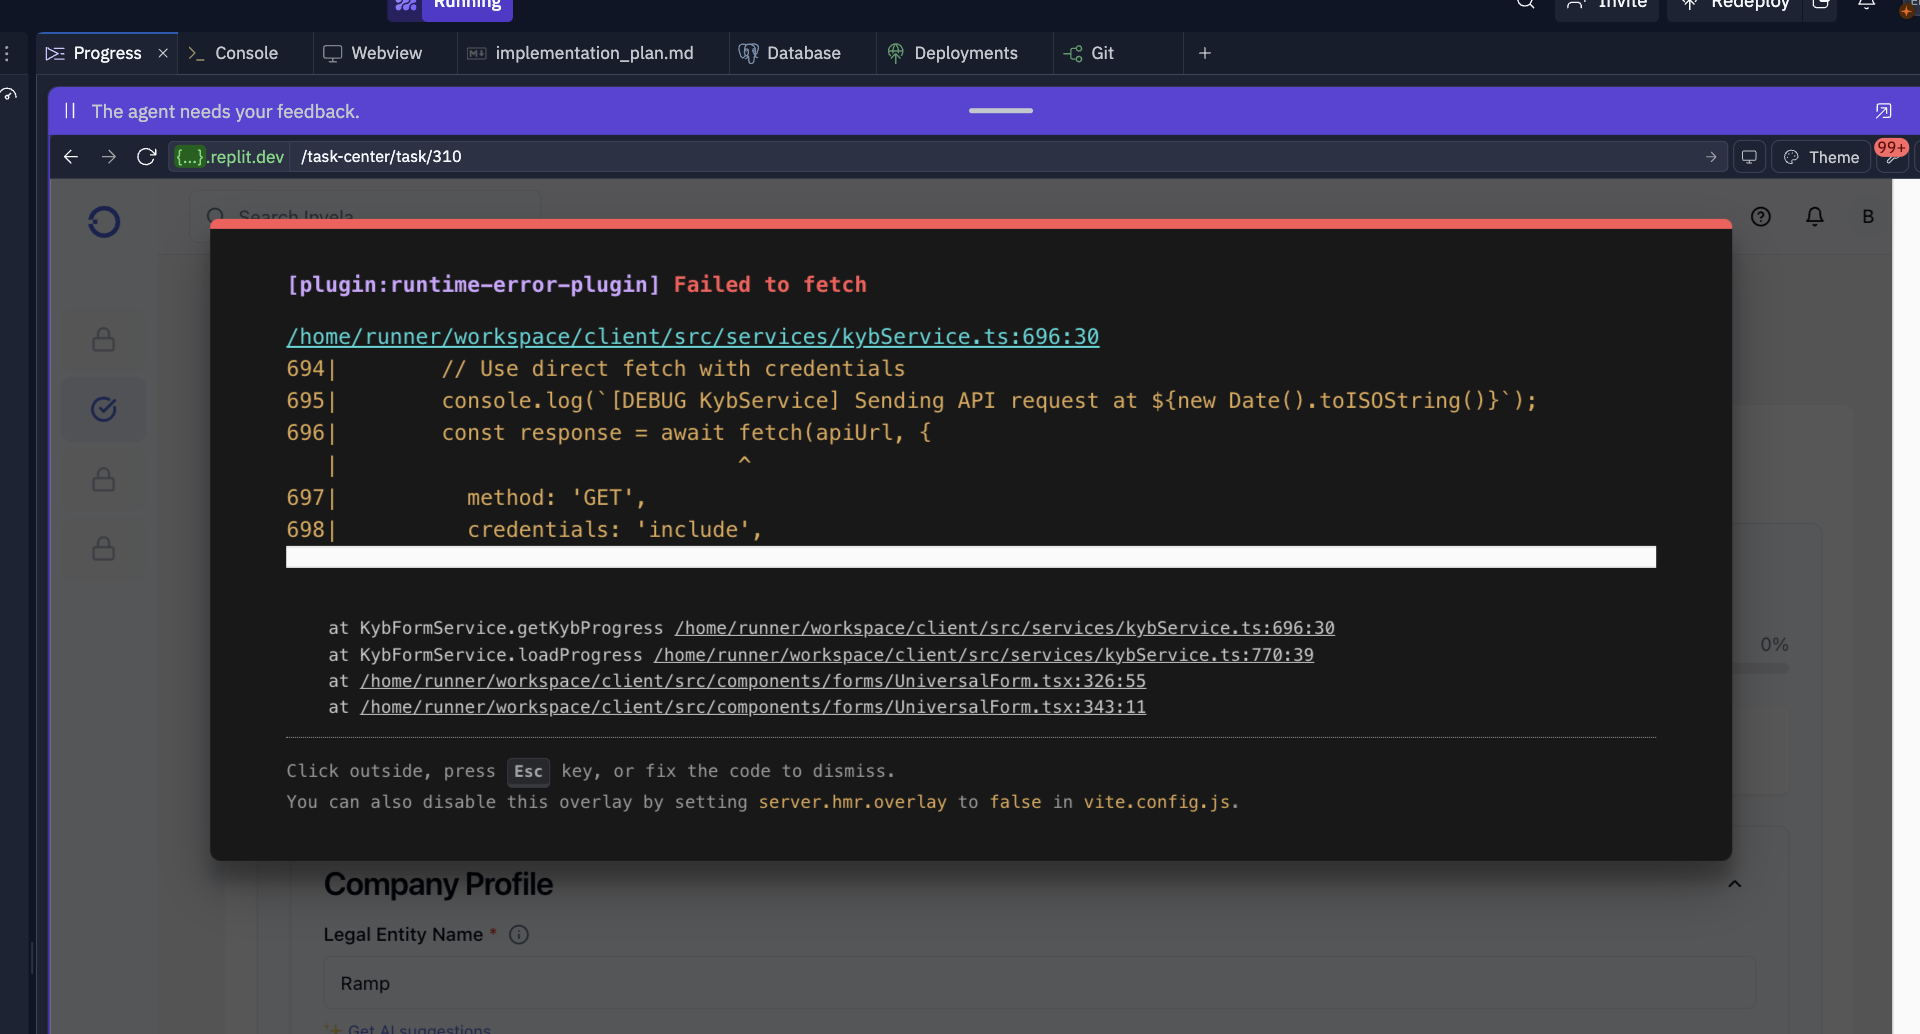 Running
Invite
Redeploy
Progress
Console
Webview
implementation_plan.md
Database
Deployments
Git
The agent needs your feedback.
{...}.replit.dev
/task-center/task/310
Theme
99+
Search Invela
B
[plugin:runtime-error-plugin] Failed to fetch
/home/runner/workspace/client/src/services/kybService.ts:696:30
694|        // Use direct fetch with credentials
695|        console.log(`[DEBUG KybService] Sending API request at ${new Date().toISOString()}`);
696|        const response = await fetch(apiUrl, {
   |                               ^
697|          method: 'GET',
698|          credentials: 'include',
at KybFormService.getKybProgress /home/runner/workspace/client/src/services/kybService.ts:696:30
at KybFormService.loadProgress /home/runner/workspace/client/src/services/kybService.ts:770:39
at /home/runner/workspace/client/src/components/forms/UniversalForm.tsx:326:55
at /home/runner/workspace/client/src/components/forms/UniversalForm.tsx:343:11
0%
Click outside, press Esc key, or fix the code to dismiss.
You can also disable this overlay by setting server.hmr.overlay to false in vite.config.js.
Company Profile
Legal Entity Name *
Ramp
Get AI suggestions